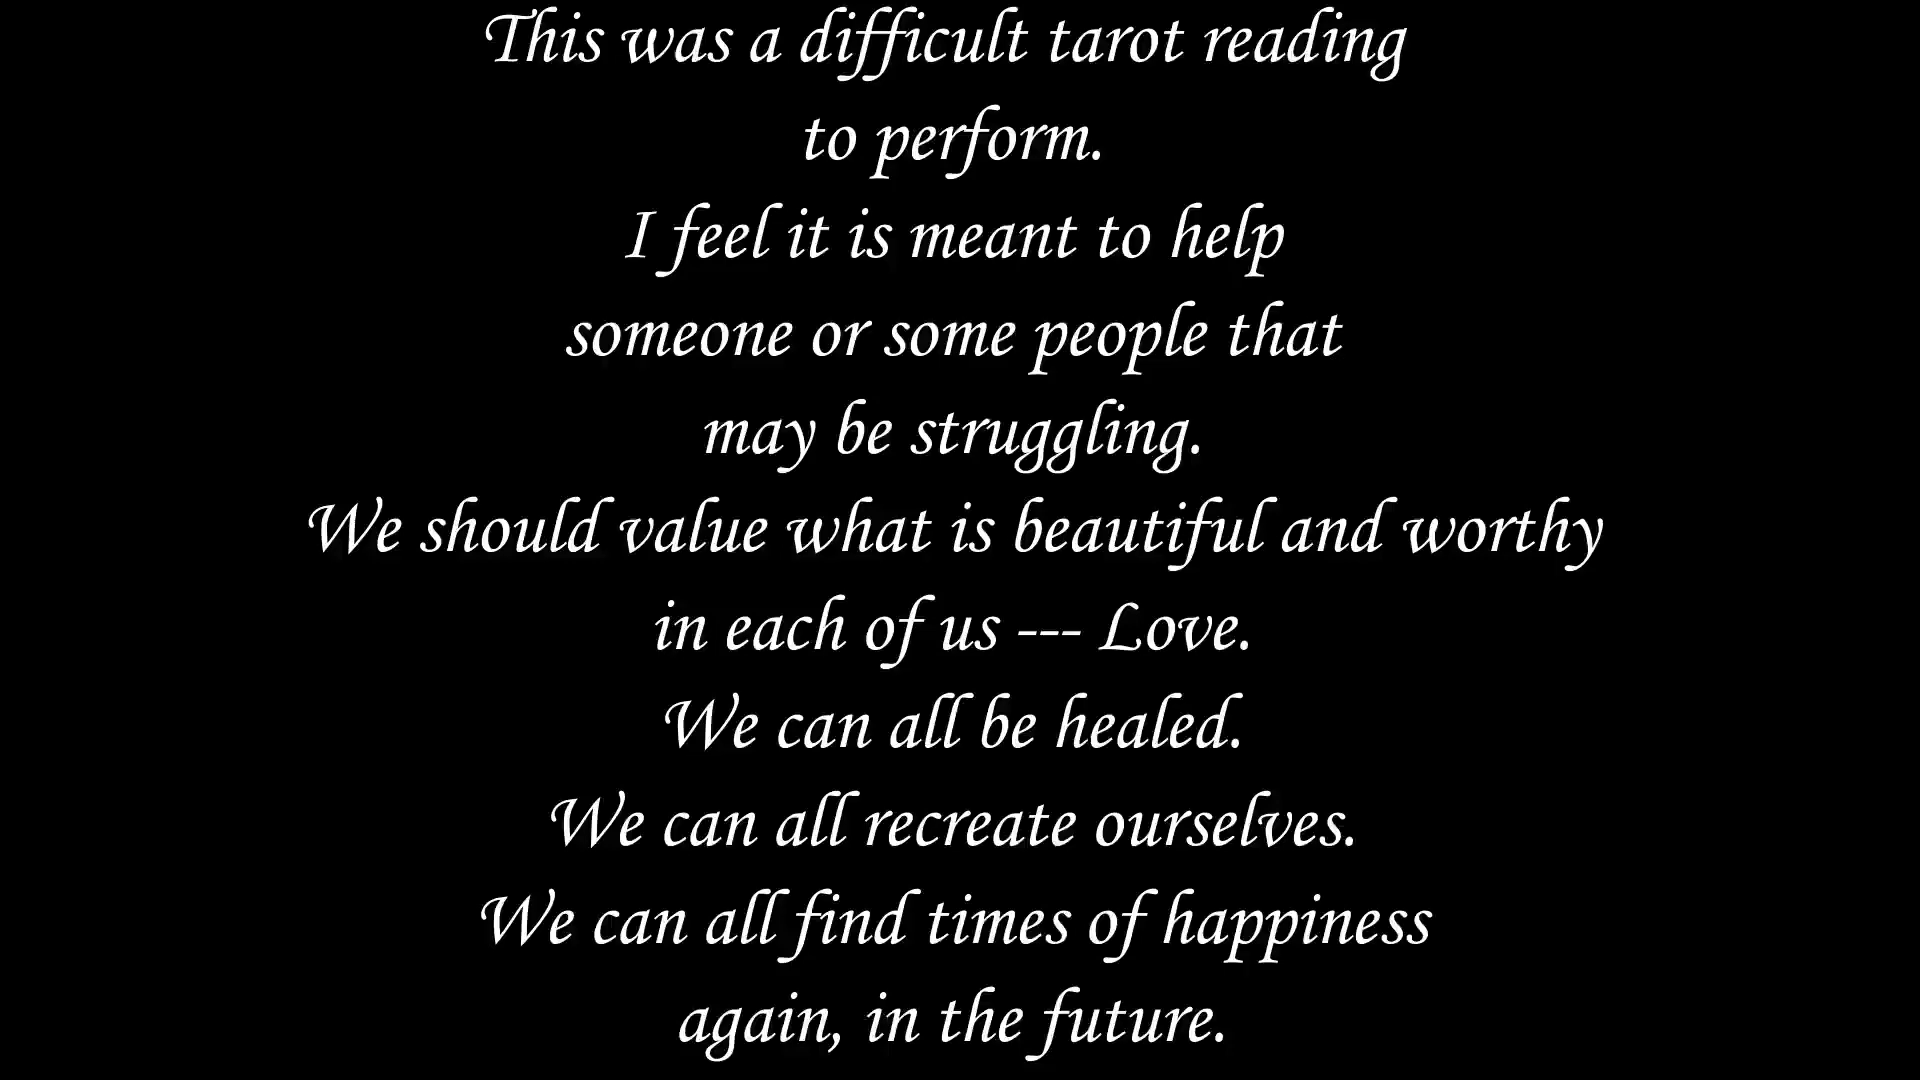 This was a difficult tarot reading
to perform.
I feel it is meant to help
someone or some people that
may be struggling.
We should value what is beautiful and worthy
in each of us --- Love.
We can all be healed.
We can all recreate ourselves.
We can all find times of happiness
again, in the future.